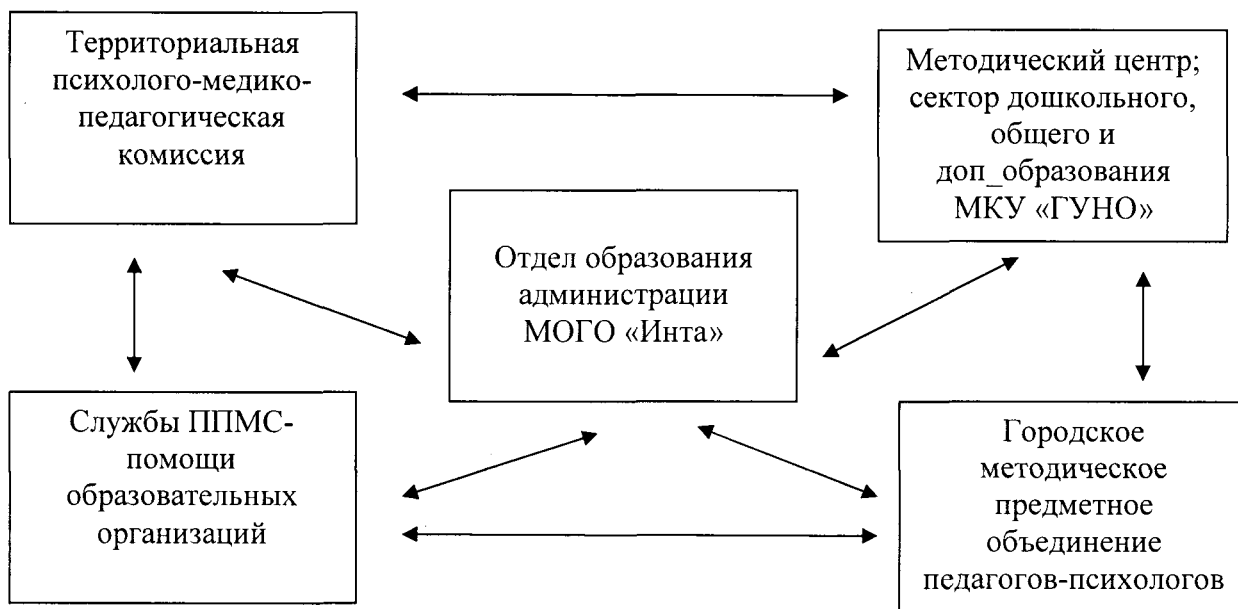 Территориальная
психолого-медико-
педагогическая
комиссия
Методический центр;
сектор дошкольного,
общего и
доп_образования
МКУ «ГУНО»
Отдел образования
администрации
МОГО «Инта»
Службы ППМС-
помощи
образовательных
организаций
Городское
методическое
предметное
объединение
педагогов-психологов